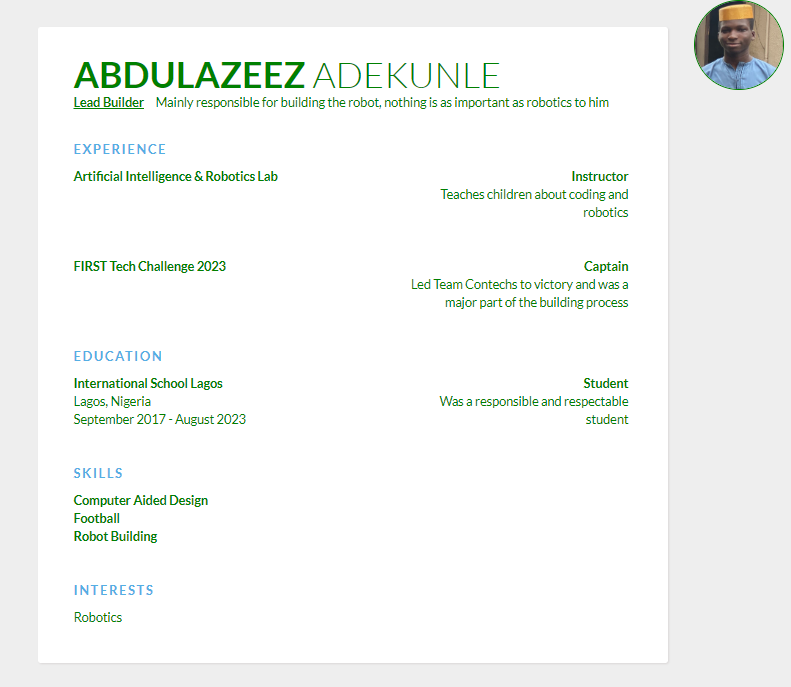 ABDULAZEEZ ADEKUNLE
Lead Builder Mainly responsible for building the robot, nothing is as important as robotics to him
EXPERIENCE
Artificial Intelligence & Robotics Lab
Instructor
Teaches children about coding and
robotics
FIRST Tech Challenge 2023
Captain
Led Team Contechs to victory and was a
major part of the building process
EDUCATION
International School Lagos
Lagos, Nigeria
September 2017 - August 2023
Student
Was a responsible and respectable
student
SKILLS
Computer Aided Design
Football
Robot Building
INTERESTS
Robotics